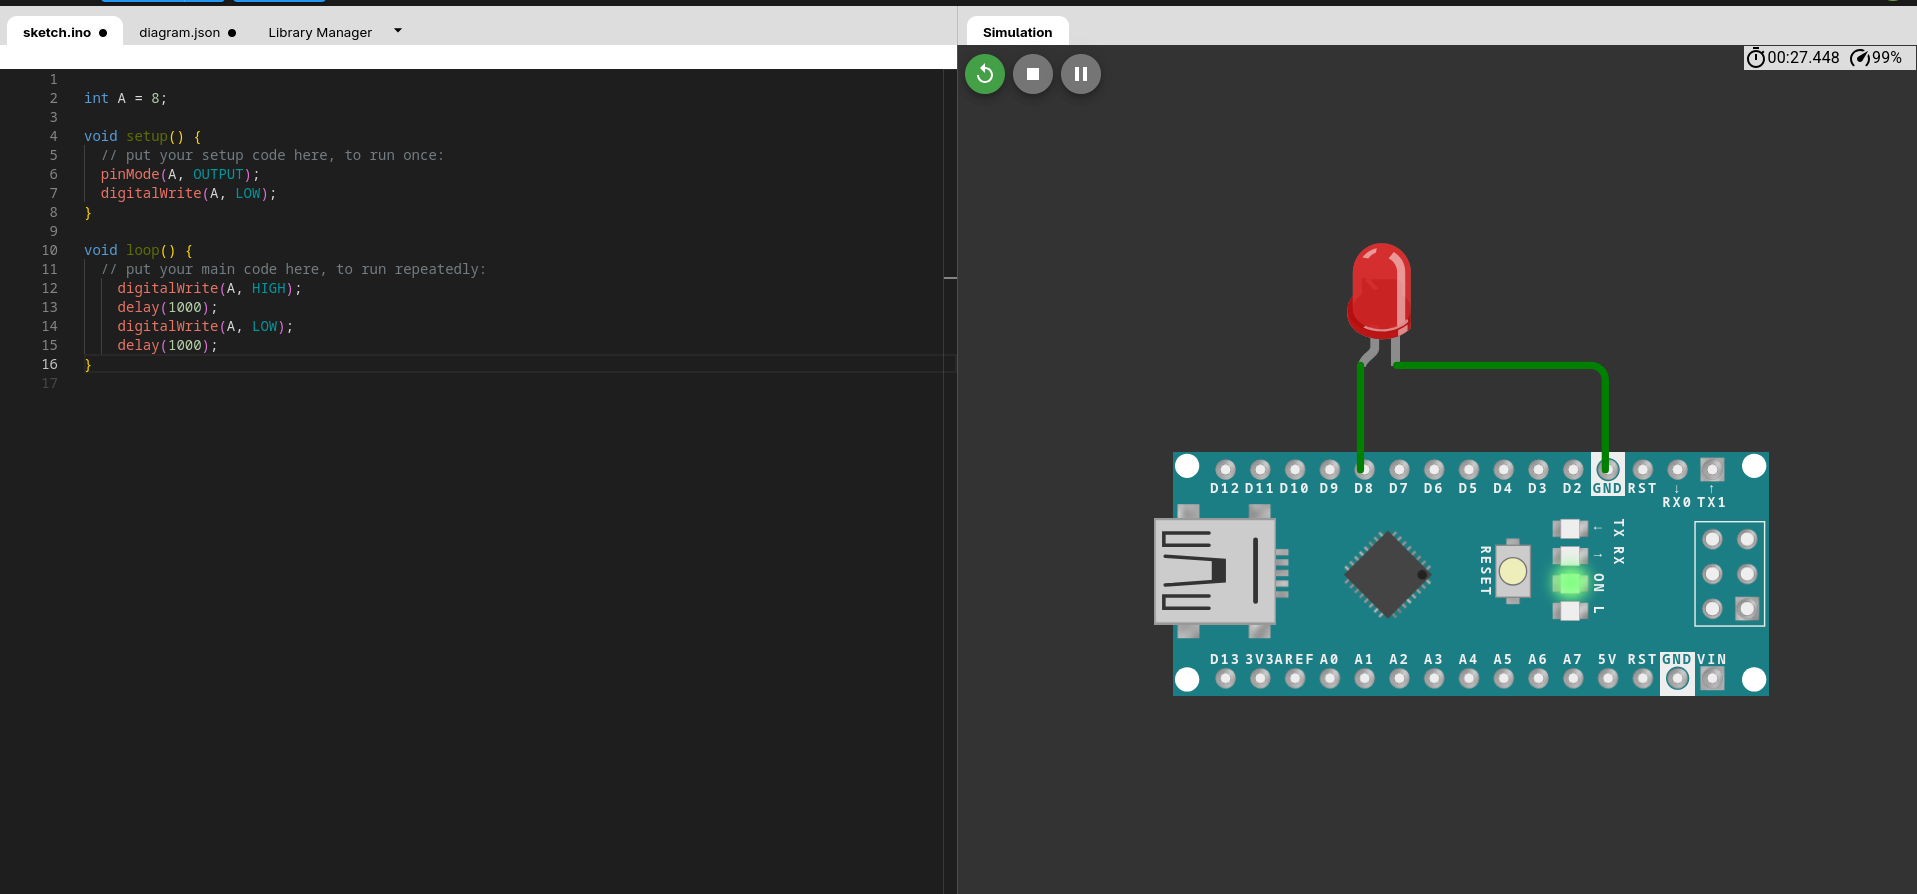 sketch.ino ● diagram.json ● Library Manager
Simulation
00:27.448 99%
1
2 int A = 8;
3
4 void setup() {
5 // put your setup code here, to run once:
6 pinMode(A, OUTPUT);
7 digitalWrite(A, LOW);
8 }
9
10 void loop() {
11 // put your main code here, to run repeatedly:
12 digitalWrite(A, HIGH);
13 delay(1000);
14 digitalWrite(A, LOW);
15 delay(1000);
16 }
17
D12 D11 D10 D9 D8 D7 D6 D5 D4 D3 D2 GND RST ↓ ↑
RX0 TX1
RESET
← TX
→ RX
ON
L
D13 3V3 AREF A0 A1 A2 A3 A4 A5 A6 A7 5V RST GND VIN